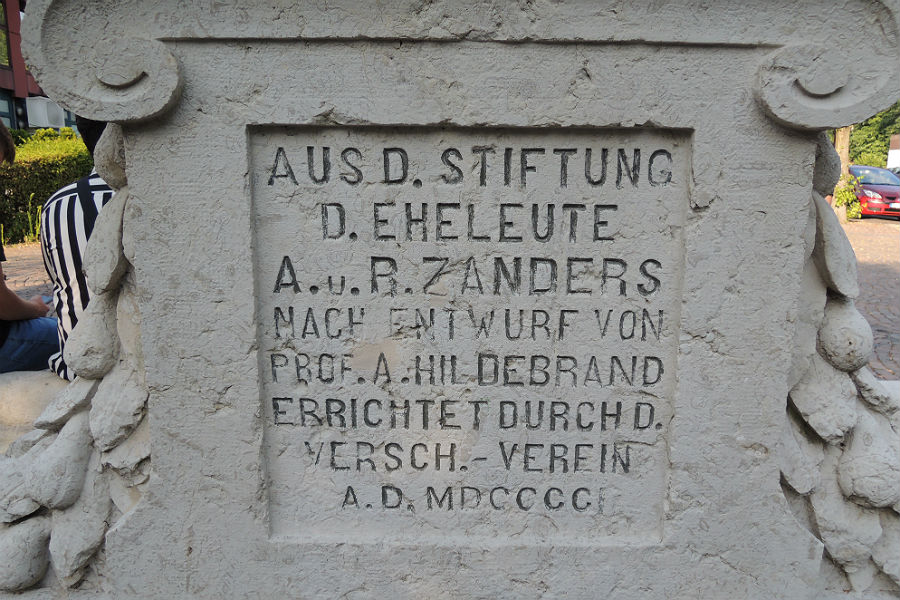 AUS D. STIFTUNG
D. EHELEUTE
A. u. R. ZANDERS
NACH ENTWURF VON
PROF. A. HILDEBRAND
ERRICHTET DURCH D.
VERSCH.-VEREIN
A.D. MDCCCCI